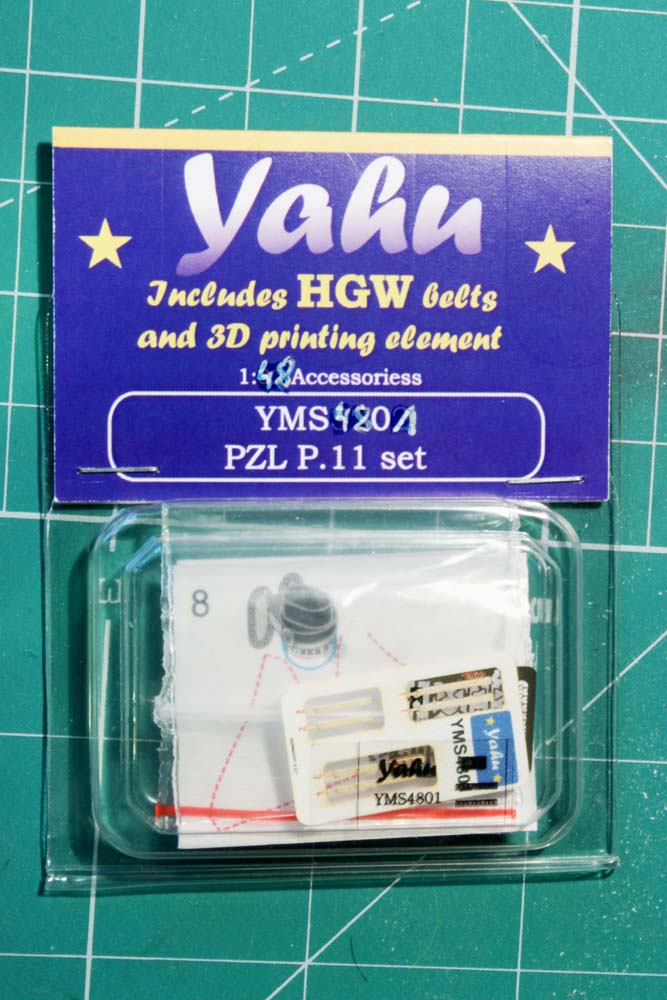 Yahu
Includes HGW belts
and 3D printing element
1:48 Accessoriess
YMS4801
PZL P.11 set
8
Yahu
YMS4801
Yahu
YMS4801